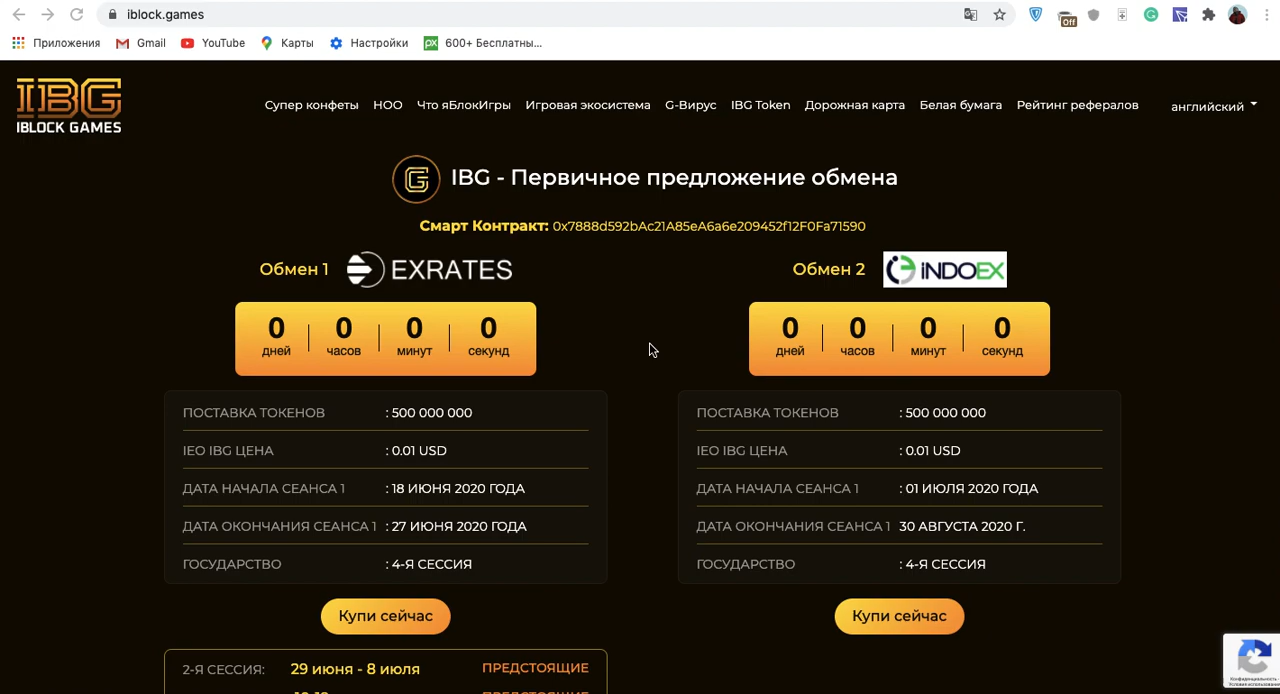 iblock.games
Off
Приложения Gmail YouTube Карты Настройки 600+ Бесплатны...
IBG
IBLOCK GAMES
Супер конфеты НОО Что яБлокИгры Игровая экосистема G-Вирус IBG Token Дорожная карта Белая бумага Рейтинг рефералов английский
IBG - Первичное предложение обмена
Смарт Контракт: 0x7888d592bAc21A85eA6a6e209452f12F0Fa71590
Обмен 1 EXRATES
Обмен 2 INDOEX
0 0 0 0
дней часов минут секунд
0 0 0 0
дней часов минут секунд
ПОСТАВКА ТОКЕНОВ : 500 000 000
IEO IBG ЦЕНА : 0.01 USD
ДАТА НАЧАЛА СЕАНСА 1 : 18 ИЮНЯ 2020 ГОДА
ДАТА ОКОНЧАНИЯ СЕАНСА 1 : 27 ИЮНЯ 2020 ГОДА
ГОСУДАРСТВО : 4-Я СЕССИЯ
Купи сейчас
ПОСТАВКА ТОКЕНОВ : 500 000 000
IEO IBG ЦЕНА : 0.01 USD
ДАТА НАЧАЛА СЕАНСА 1 : 01 ИЮЛЯ 2020 ГОДА
ДАТА ОКОНЧАНИЯ СЕАНСА 1 30 АВГУСТА 2020 Г.
ГОСУДАРСТВО : 4-Я СЕССИЯ
Купи сейчас
2-Я СЕССИЯ: 29 июня - 8 июля ПРЕДСТОЯЩИЕ
Конфиденциальность -
Условия использования